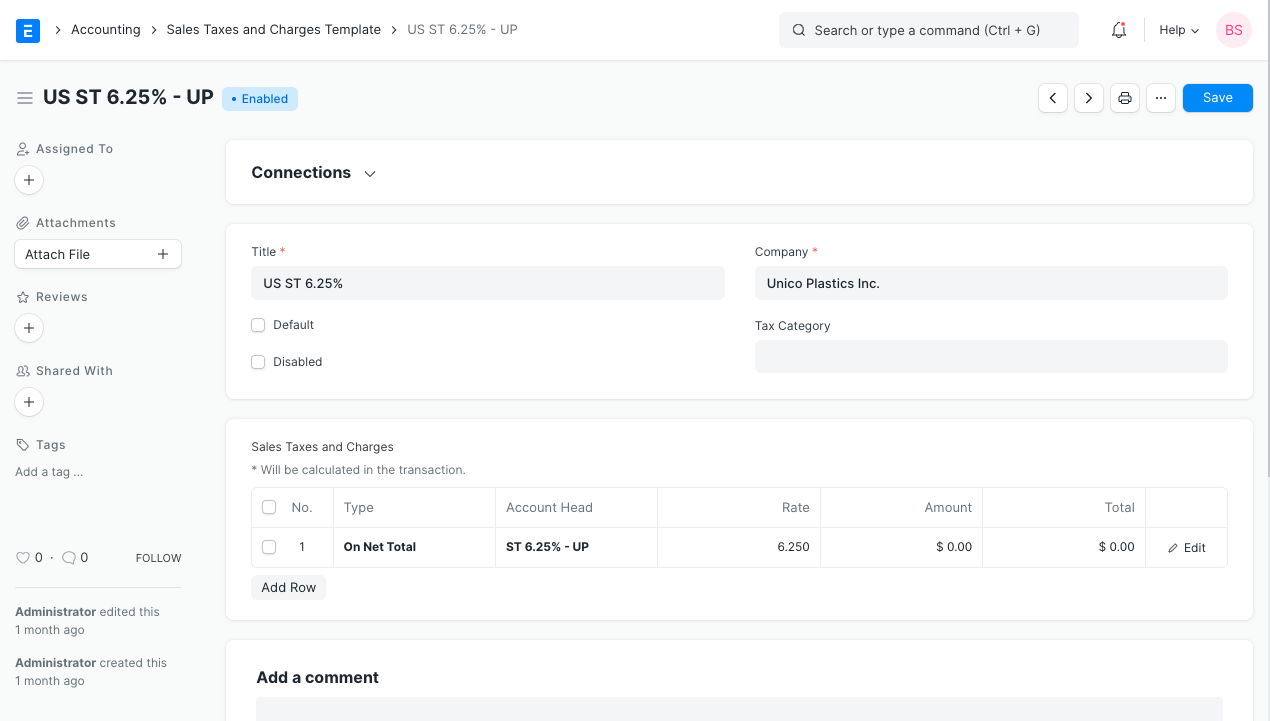 E > Accounting > Sales Taxes and Charges Template > US ST 6.25% - UP
Search or type a command (Ctrl + G)
Help
BS
US ST 6.25% - UP
Enabled
Save
Assigned To
Attachments
Attach File
Reviews
Shared With
Tags
Add a tag ...
0 · 0 FOLLOW
Administrator edited this
1 month ago
Administrator created this
1 month ago
Connections
Title *
US ST 6.25%
Default
Disabled
Company *
Unico Plastics Inc.
Tax Category
Sales Taxes and Charges
* Will be calculated in the transaction.
No. Type Account Head Rate Amount Total
1 On Net Total ST 6.25% - UP 6.250 $ 0.00 $ 0.00 Edit
Add Row
Add a comment